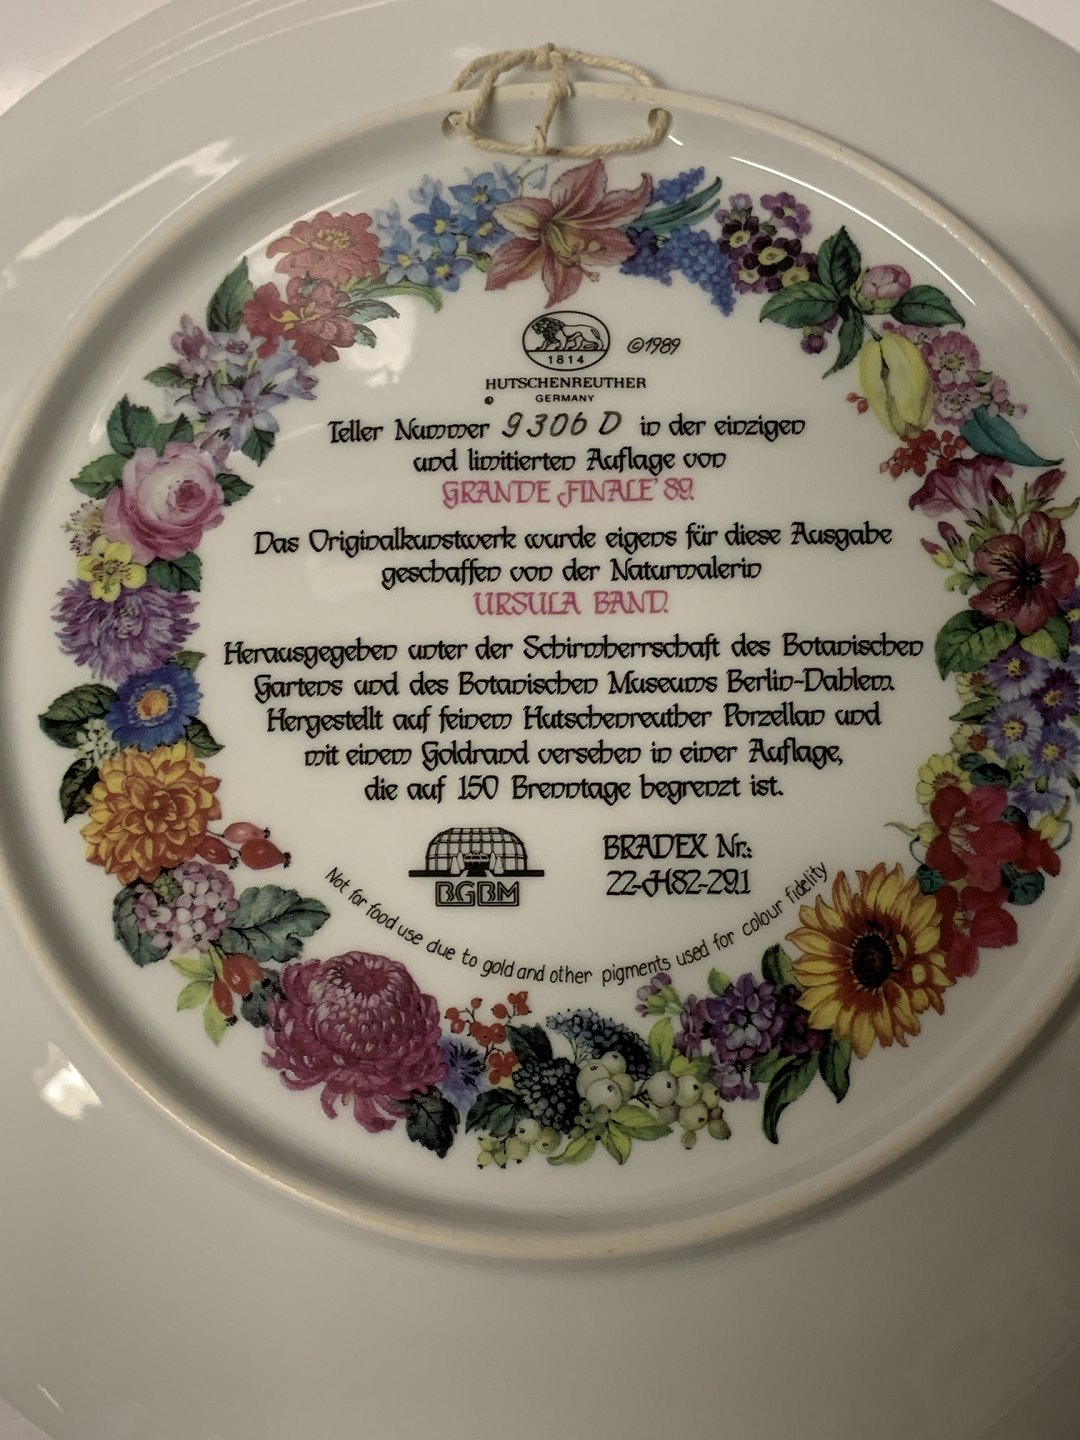 1814
©1989
HUTSCHENREUTHER
GERMANY
Teller Nummer 9306 D in der einzigen
und limitierten Auflage von
GRANDE FINALE' 89.
Das Originalkunstwerk wurde eigens für diese Ausgabe
geschaffen von der Naturmalerin
URSULA BAND.
Herausgegeben unter der Schirmherrschaft des Botanischen
Gartens und des Botanischen Museums Berlin-Dahlem.
Hergestellt auf feinem Hutschenreuther Porzellan und
mit einem Goldrand versehen in einer Auflage,
die auf 150 Brenntage begrenzt ist.
BGBM
BRADEX Nr.:
22-H82-29.1
Not for food use due to gold and other pigments used for colour fidelity